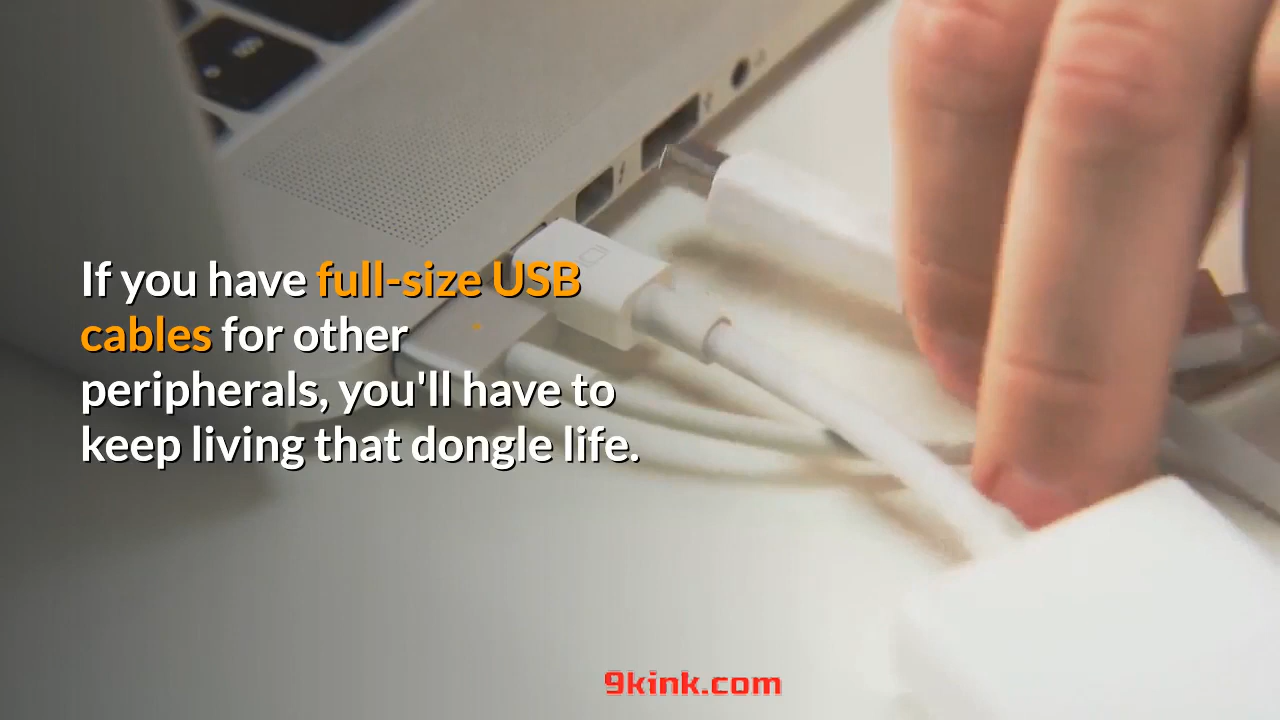 If you have full-size USB
cables for other
peripherals, you'll have to
keep living that dongle life.
9kink.com